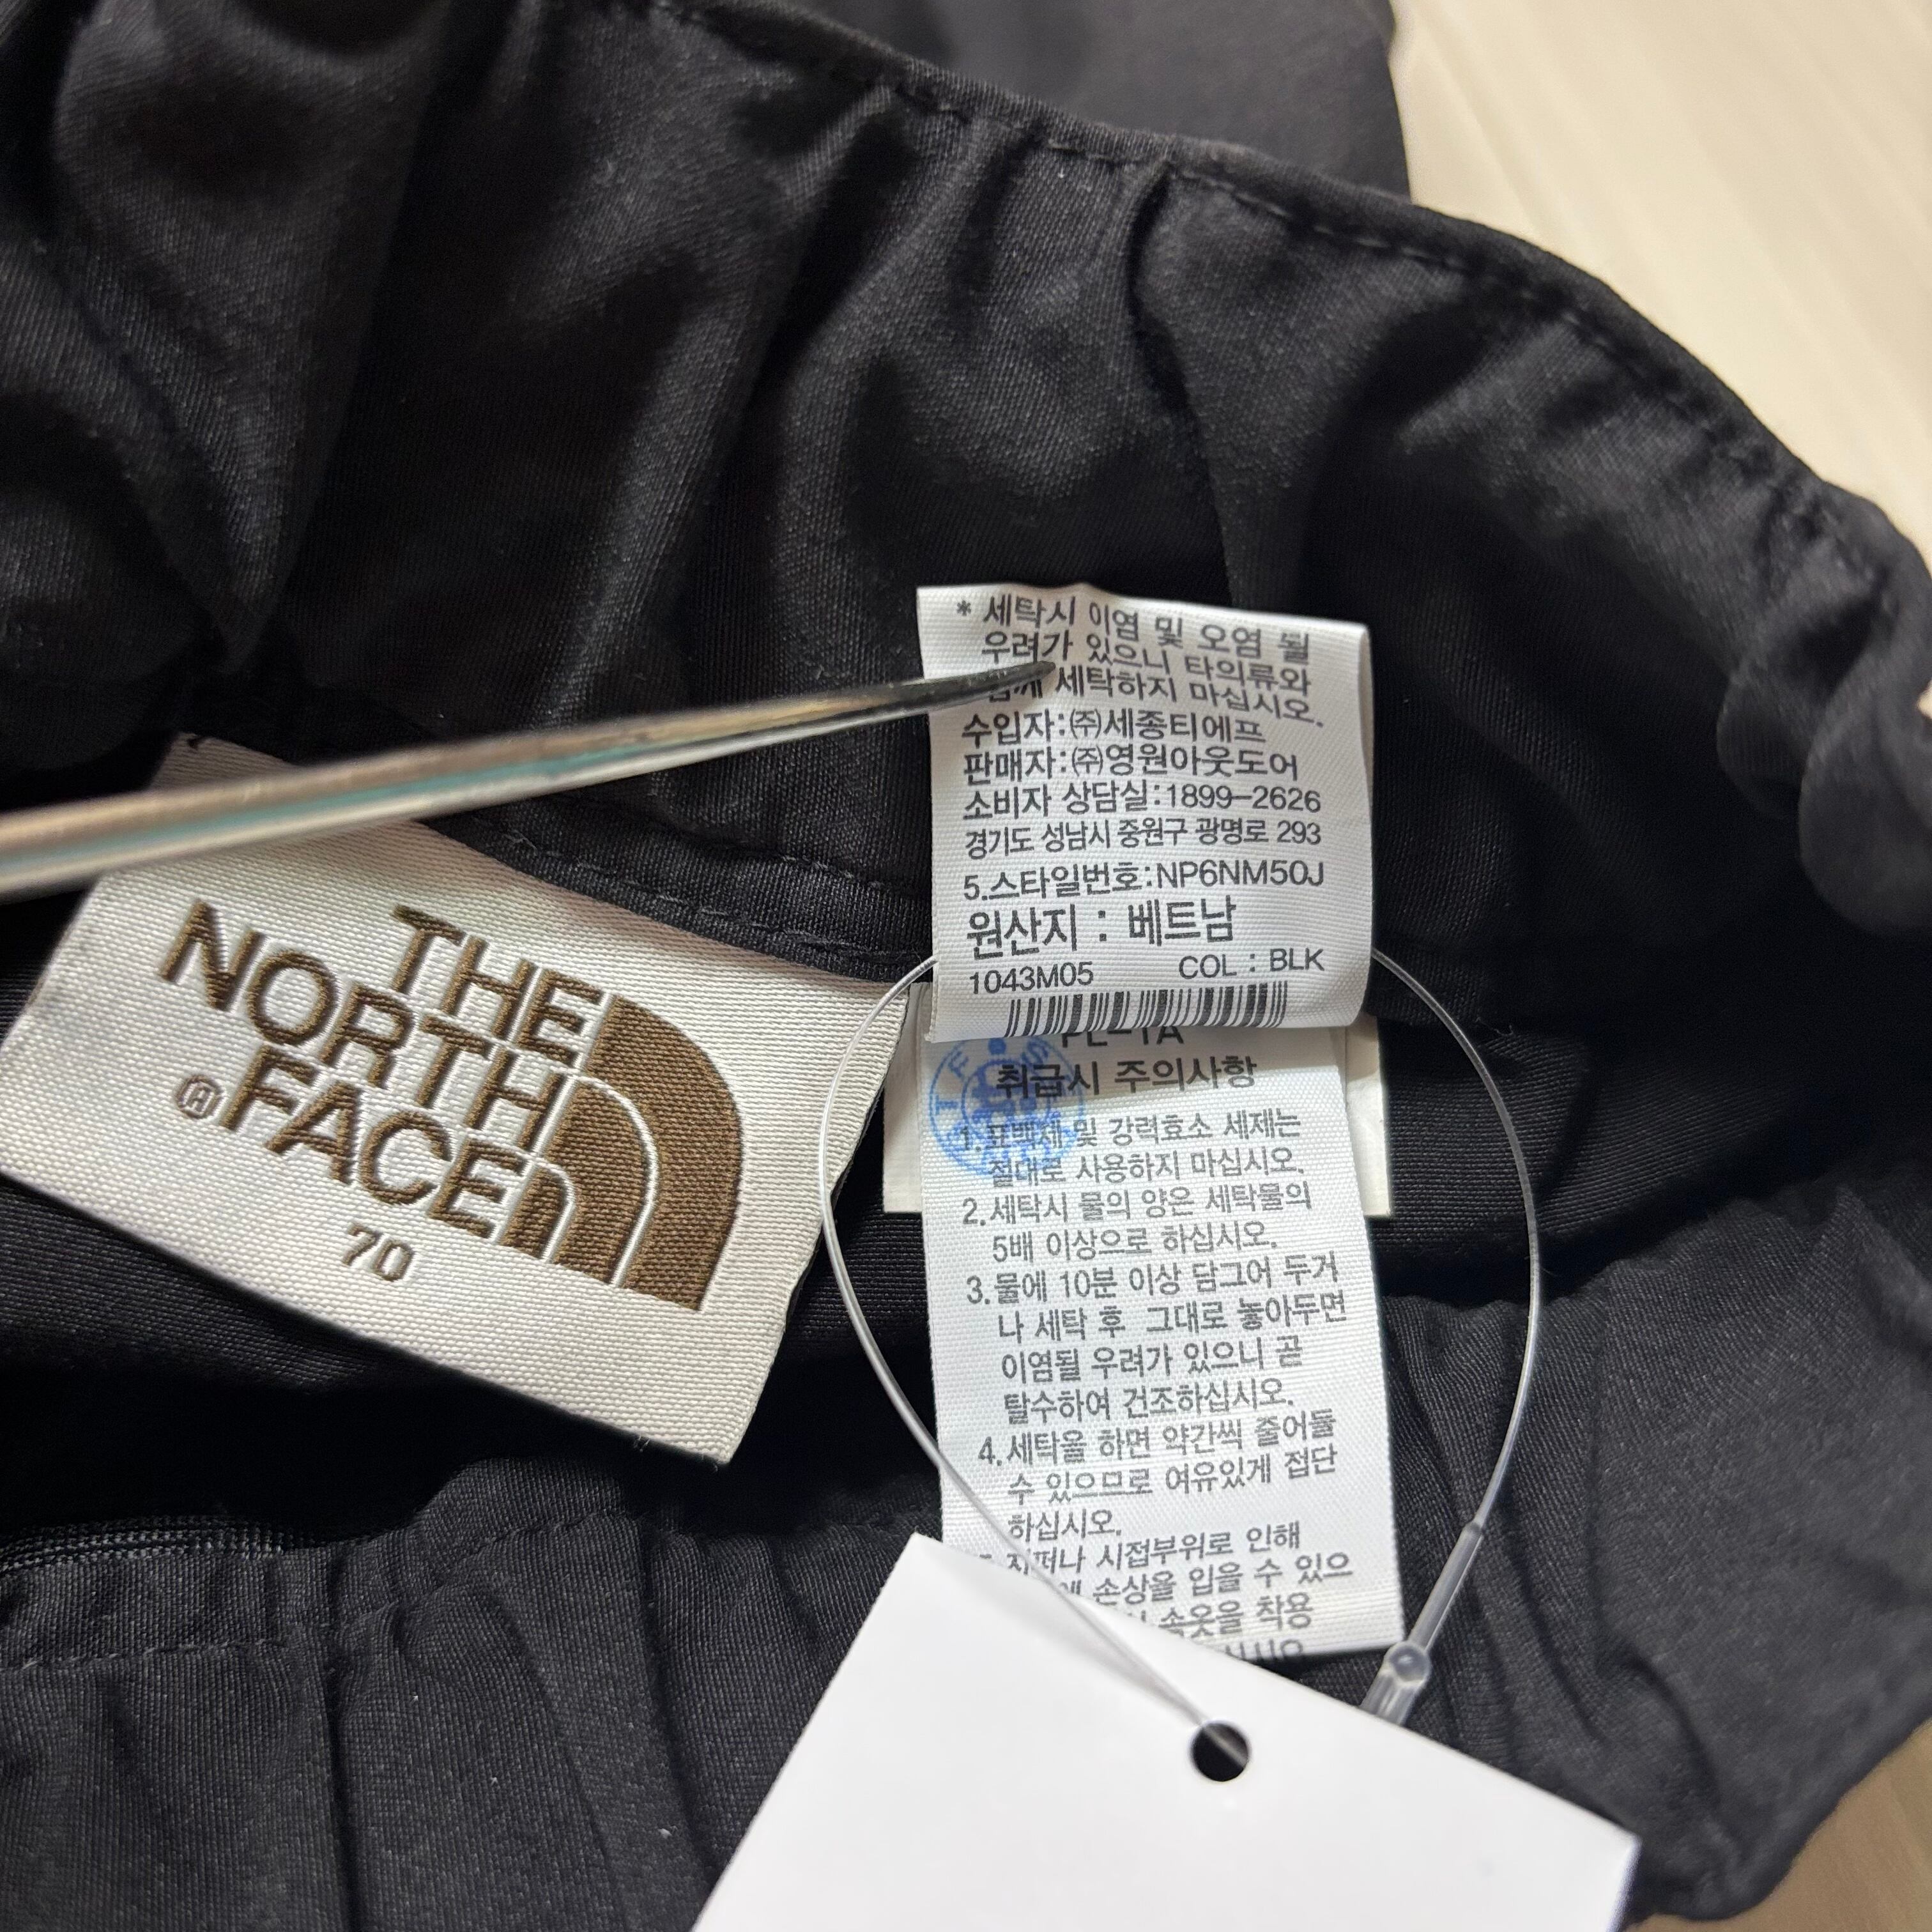 THE
NORTH
FACE
70
* 세탁시 이염 및 오염 될
우려가 있으니 타의류와
세탁하지 마십시오.
수입자:㈜세종티에프
판매자:㈜영원아웃도어
소비자 상담실:1899-2626
경기도 성남시 중원구 광명로 293
5.스타일번호:NP6NM50J
원산지 : 베트남
1043M05 COL : BLK
취급시 주의사항
1.표백제 및 강력효소 세제는
절대로 사용하지 마십시오.
2.세탁시 물의 양은 세탁물의
5배 이상으로 하십시오.
3.물에 10분 이상 담그어 두거
나 세탁 후 그대로 놓아두면
이염될 우려가 있으니 곧
탈수하여 건조하십시오.
4.세탁을 하면 약간씩 줄어들
수 있으므로 여유있게 접단
하십시오.
지퍼나 시접부위로 인해
손상을 입을 수 있으
속옷을 착용